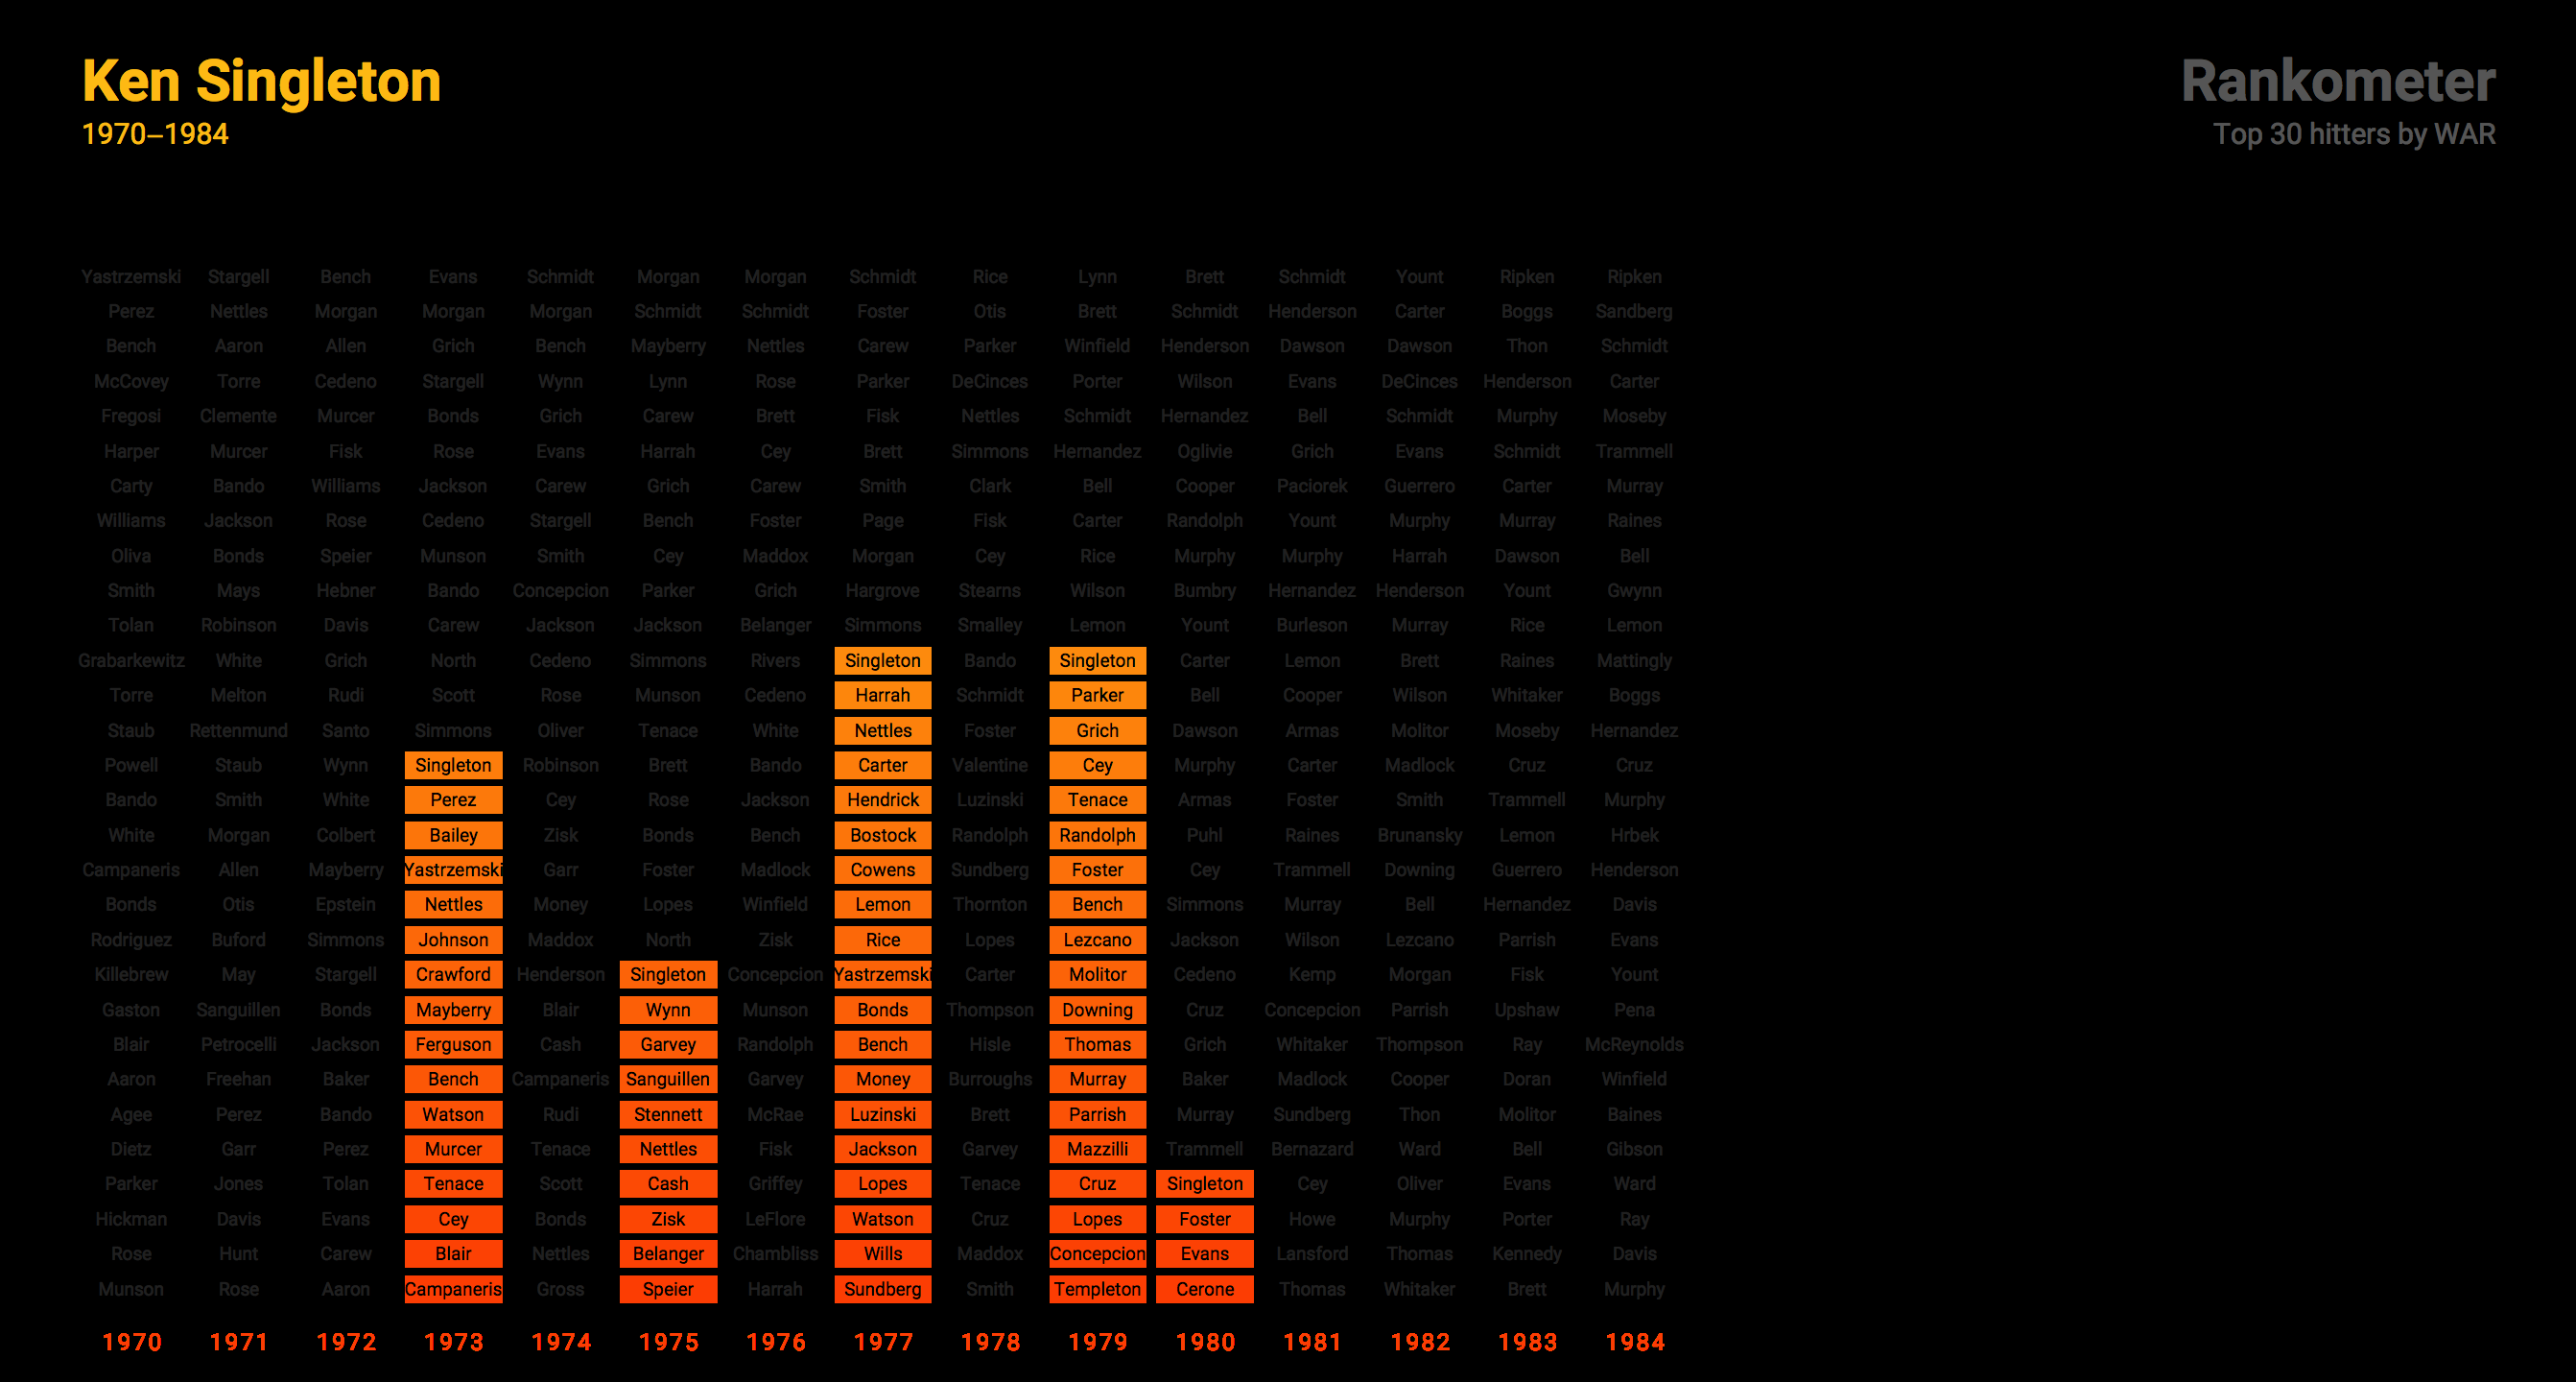 Ken Singleton
1970–1984
Rankometer
Top 30 hitters by WAR
Yastrzemski Stargell Bench Evans Schmidt Morgan Morgan Schmidt Rice Lynn Brett Schmidt Yount Ripken Ripken
Perez Nettles Morgan Morgan Morgan Schmidt Schmidt Foster Otis Brett Schmidt Henderson Carter Boggs Sandberg
Bench Aaron Allen Grich Bench Mayberry Nettles Carew Parker Winfield Henderson Dawson Dawson Thon Schmidt
McCovey Torre Cedeno Stargell Wynn Lynn Rose Parker DeCinces Porter Wilson Evans DeCinces Henderson Carter
Fregosi Clemente Murcer Bonds Grich Carew Brett Fisk Nettles Schmidt Hernandez Bell Schmidt Murphy Moseby
Harper Murcer Fisk Rose Evans Harrah Cey Brett Simmons Hernandez Oglivie Grich Evans Schmidt Trammell
Carty Bando Williams Jackson Carew Grich Carew Smith Clark Bell Cooper Paciorek Guerrero Carter Murray
Williams Jackson Rose Cedeno Stargell Bench Foster Page Fisk Carter Randolph Yount Murphy Murray Raines
Oliva Bonds Speier Munson Smith Cey Maddox Morgan Cey Rice Murphy Murphy Harrah Dawson Bell
Smith Mays Hebner Bando Concepcion Parker Grich Hargrove Stearns Wilson Bumbry Hernandez Henderson Yount Gwynn
Tolan Robinson Davis Carew Jackson Jackson Belanger Simmons Smalley Lemon Yount Burleson Murray Rice Lemon
Grabarkewitz White Grich North Cedeno Simmons Rivers Singleton Bando Singleton Carter Lemon Brett Raines Mattingly
Torre Melton Rudi Scott Rose Munson Cedeno Harrah Schmidt Parker Bell Cooper Wilson Whitaker Boggs
Staub Rettenmund Santo Simmons Oliver Tenace White Nettles Foster Grich Dawson Armas Molitor Moseby Hernandez
Powell Staub Wynn Singleton Robinson Brett Bando Carter Valentine Cey Murphy Carter Madlock Cruz Cruz
Bando Smith White Perez Cey Rose Jackson Hendrick Luzinski Tenace Armas Foster Smith Trammell Murphy
White Morgan Colbert Bailey Zisk Bonds Bench Bostock Randolph Randolph Puhl Raines Brunansky Lemon Hrbek
Campaneris Allen Mayberry Yastrzemski Garr Foster Madlock Cowens Sundberg Foster Cey Trammell Downing Guerrero Henderson
Bonds Otis Epstein Nettles Money Lopes Winfield Lemon Thornton Bench Simmons Murray Bell Hernandez Davis
Rodriguez Buford Simmons Johnson Maddox North Zisk Rice Lopes Lezcano Jackson Wilson Lezcano Parrish Evans
Killebrew May Stargell Crawford Henderson Singleton Concepcion Yastrzemski Carter Molitor Cedeno Kemp Morgan Fisk Yount
Gaston Sanguillen Bonds Mayberry Blair Wynn Munson Bonds Thompson Downing Cruz Concepcion Parrish Upshaw Pena
Blair Petrocelli Jackson Ferguson Cash Garvey Randolph Bench Hisle Thomas Grich Whitaker Thompson Ray McReynolds
Aaron Freehan Baker Bench Campaneris Sanguillen Garvey Money Burroughs Murray Baker Madlock Cooper Doran Winfield
Agee Perez Bando Watson Rudi Stennett McRae Luzinski Brett Parrish Murray Sundberg Thon Molitor Baines
Dietz Garr Perez Murcer Tenace Nettles Fisk Jackson Garvey Mazzilli Trammell Bernazard Ward Bell Gibson
Parker Jones Tolan Tenace Scott Cash Griffey Lopes Tenace Cruz Singleton Cey Oliver Evans Ward
Hickman Davis Evans Cey Bonds Zisk LeFlore Watson Cruz Lopes Foster Howe Murphy Porter Ray
Rose Hunt Carew Blair Nettles Belanger Chambliss Wills Maddox Concepcion Evans Lansford Thomas Kennedy Davis
Munson Rose Aaron Campaneris Gross Speier Harrah Sundberg Smith Templeton Cerone Thomas Whitaker Brett Murphy
1970 1971 1972 1973 1974 1975 1976 1977 1978 1979 1980 1981 1982 1983 1984